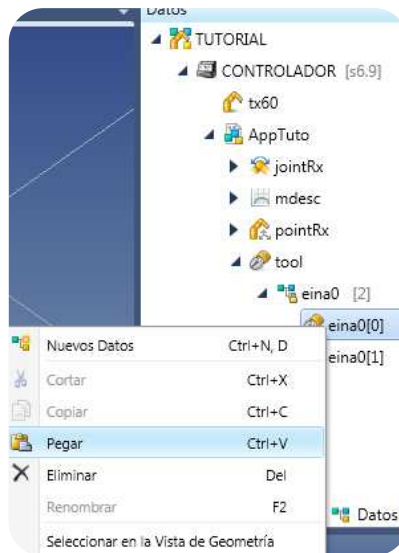 Datos
TUTORIAL
CONTROLADOR [s6.9]
tx60
AppTuto
jointRx
mdesc
pointRx
tool
eina0 [2]
eina0[0]
eina0[1]
Nuevos Datos Ctrl+N, D
Cortar Ctrl+X
Copiar Ctrl+C
Pegar Ctrl+V
Eliminar Del
Renombrar F2
Seleccionar en la Vista de Geometría
Datos